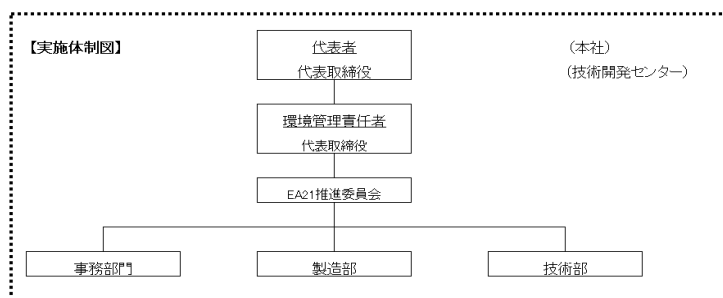 【実施体制図】
代表者
代表取締役
（本社）
（技術開発センター）
環境管理責任者
代表取締役
EA21推進委員会
事務部門
製造部
技術部